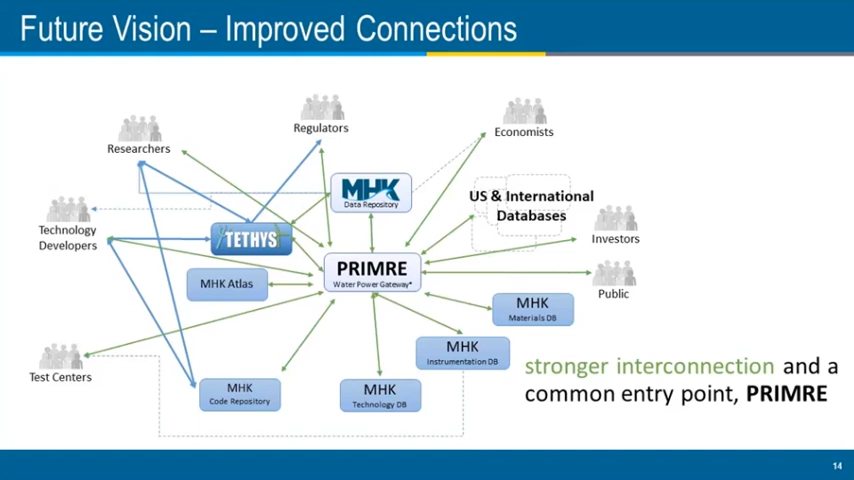 Future Vision – Improved Connections
Researchers
Regulators
Economists
MHK
Data Repository
US & International
Databases
Technology
Developers
TETHYS
Investors
PRIMRE
Water Power Gateway*
MHK Atlas
Public
MHK
Materials DB
MHK
Instrumentation DB
Test Centers
MHK
Code Repository
MHK
Technology DB
stronger interconnection and a
common entry point, PRIMRE
14